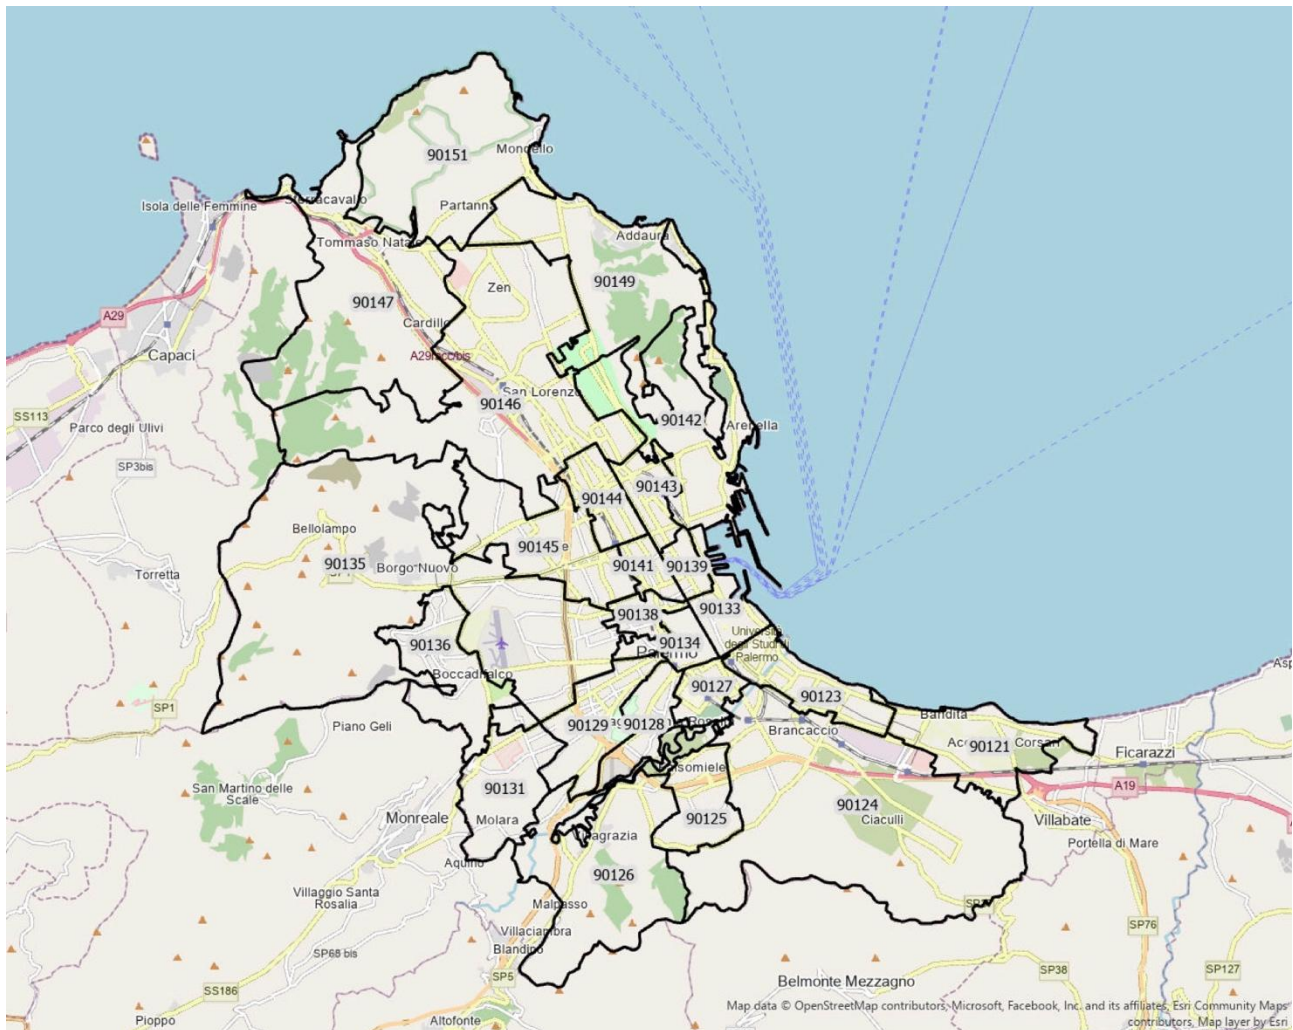 90151
Mondello
Isola delle Femmine
Sferracavallo
Partanna
Tommaso Natale
Addaura
90149
Zen
90147
A29
Cardillo
A29racc/bis
Capaci
San Lorenzo
90146
SS113
90142
Parco degli Ulivi
Arenella
SP3bis
90143
90144
Bellolampo
90145
90135
Borgo Nuovo
90141
90139
Torretta
90138
90133
Università
degli Studi di
Palermo
90136
90134
Palermo
Boccadifalco
90127
90123
SP1
Piano Geli
90129
90128
Bandita
Brancaccio
90121
Corsari
Ficarazzi
San Martino delle
Scale
90131
A19
90124
Monreale
Molara
90125
Ciaculli
Villabate
Villagrazia
Portella di Mare
Aquino
90126
Villaggio Santa
Rosalia
Malpasso
Villaciambra
SP76
Blandino
SP68 bis
SP5
SP38
SP127
SS186
Belmonte Mezzagno
Pioppo
Altofonte
Map data © OpenStreetMap contributors, Microsoft, Facebook, Inc. and its affiliates, Esri Community Maps
contributors, Map layer by Esri